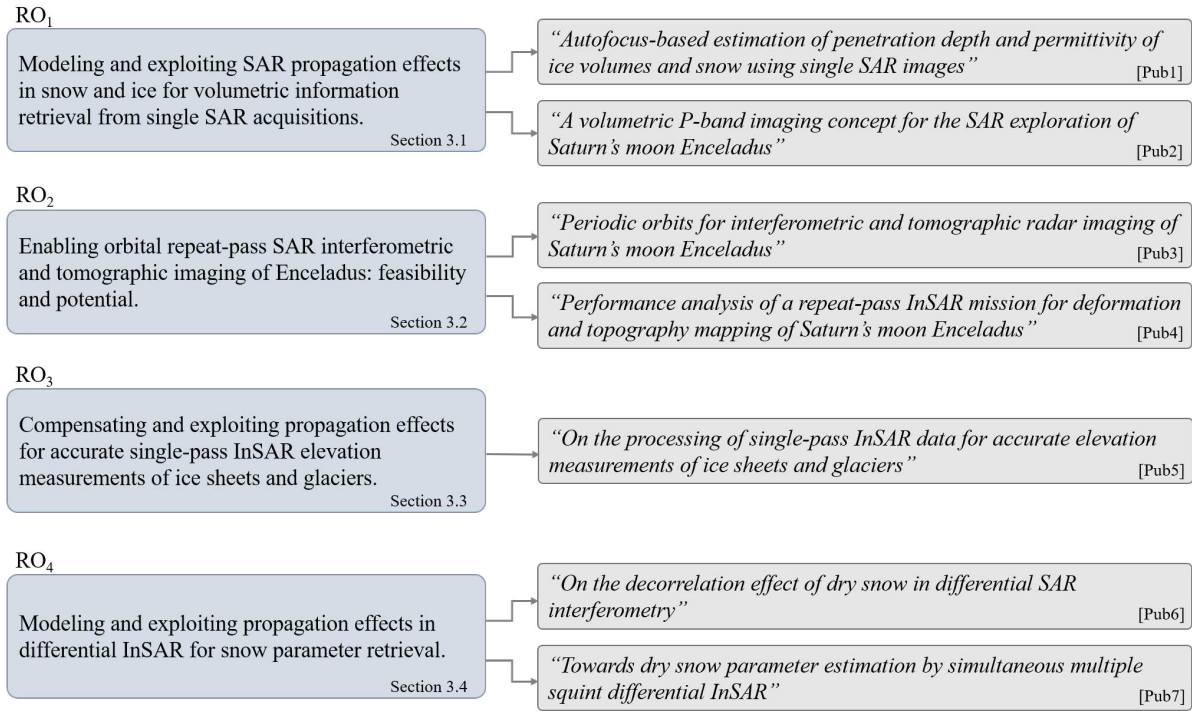 RO₁
Modeling and exploiting SAR propagation effects
in snow and ice for volumetric information
retrieval from single SAR acquisitions.
Section 3.1
“Autofocus-based estimation of penetration depth and permittivity of
ice volumes and snow using single SAR images”
[Pub1]
“A volumetric P-band imaging concept for the SAR exploration of
Saturn’s moon Enceladus”
[Pub2]
RO₂
Enabling orbital repeat-pass SAR interferometric
and tomographic imaging of Enceladus: feasibility
and potential.
Section 3.2
“Periodic orbits for interferometric and tomographic radar imaging of
Saturn’s moon Enceladus”
[Pub3]
“Performance analysis of a repeat-pass InSAR mission for deformation
and topography mapping of Saturn’s moon Enceladus”
[Pub4]
RO₃
Compensating and exploiting propagation effects
for accurate single-pass InSAR elevation
measurements of ice sheets and glaciers.
Section 3.3
“On the processing of single-pass InSAR data for accurate elevation
measurements of ice sheets and glaciers”
[Pub5]
RO₄
Modeling and exploiting propagation effects in
differential InSAR for snow parameter retrieval.
Section 3.4
“On the decorrelation effect of dry snow in differential SAR
interferometry”
[Pub6]
“Towards dry snow parameter estimation by simultaneous multiple
squint differential InSAR”
[Pub7]